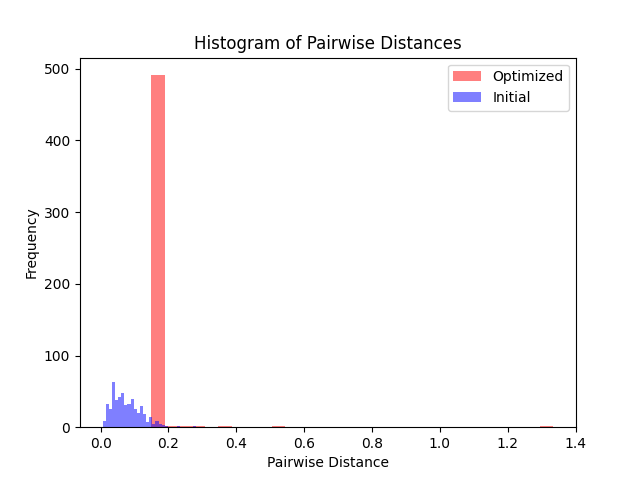 Histogram of Pairwise Distances
Optimized
Initial
500
400
300
200
100
0
Frequency
0.0 0.2 0.4 0.6 0.8 1.0 1.2 1.4
Pairwise Distance